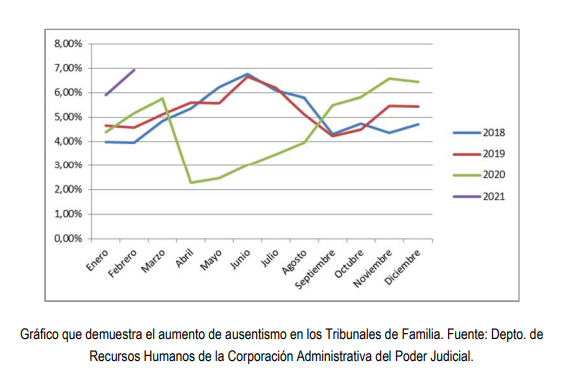 8,00%
7,00%
6,00%
5,00%
4,00%
3,00%
2,00%
1,00%
0,00%
Enero
Febrero
Marzo
Abril
Mayo
Junio
Julio
Agosto
Septiembre
Octubre
Noviembre
Diciembre
2018
2019
2020
2021
Gráfico que demuestra el aumento de ausentismo en los Tribunales de Familia. Fuente: Depto. de
Recursos Humanos de la Corporación Administrativa del Poder Judicial.